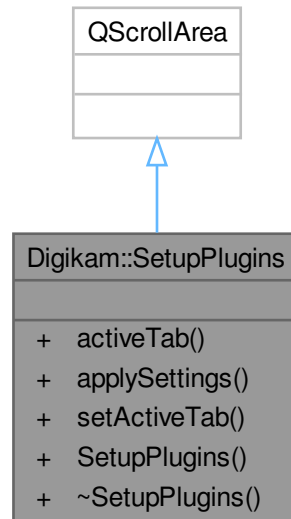 QScrollArea
Digikam::SetupPlugins
+ activeTab()
+ applySettings()
+ setActiveTab()
+ SetupPlugins()
+ ~SetupPlugins()